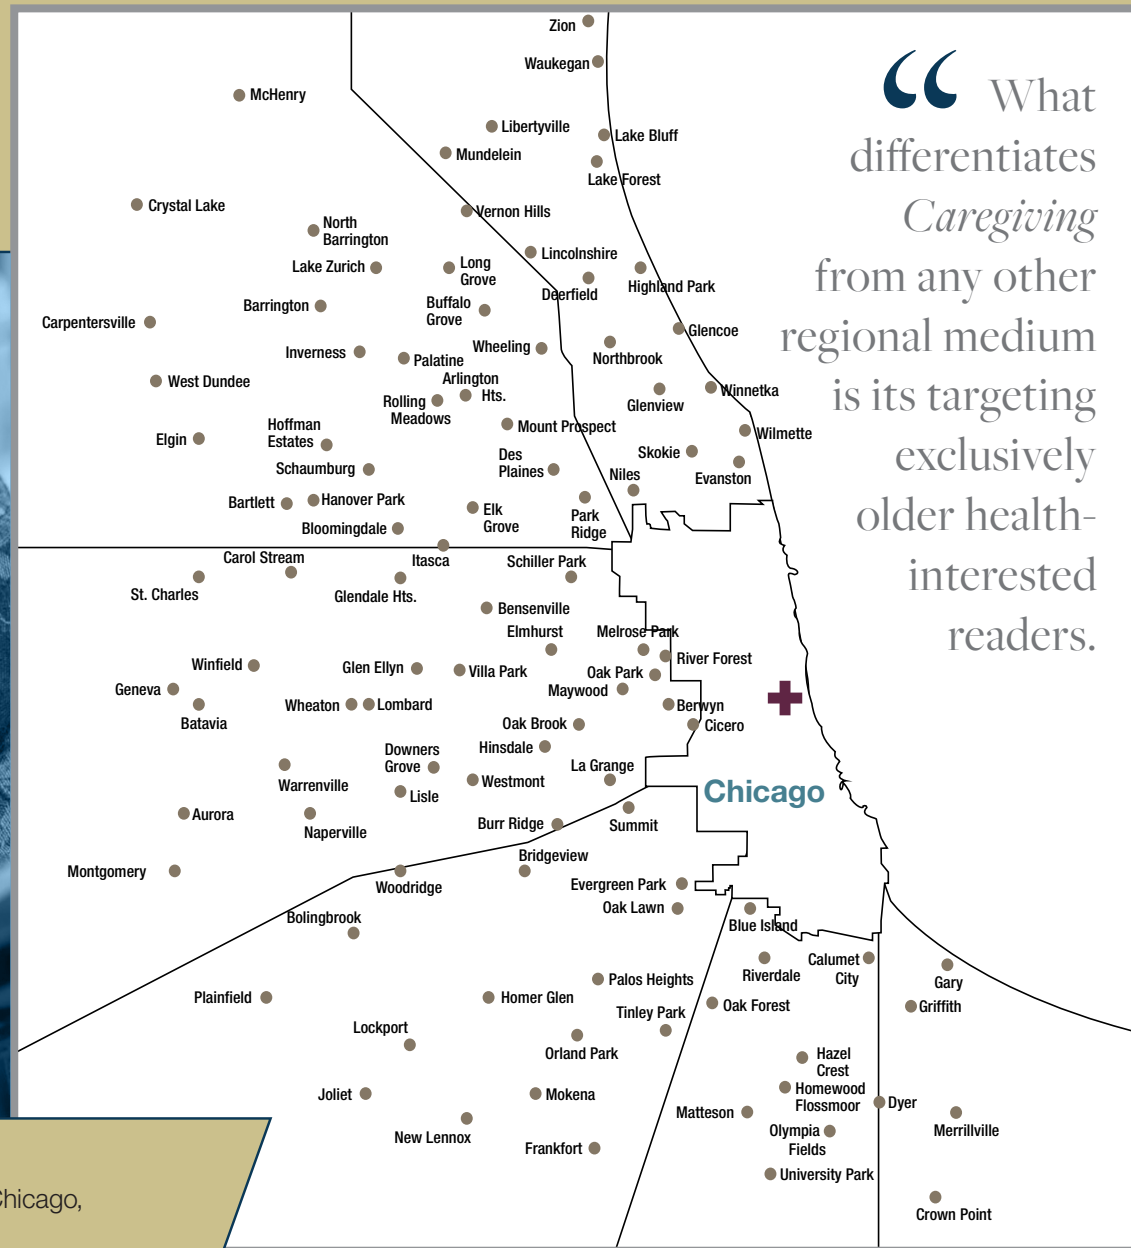 “ What
differentiates
Caregiving
from any other
regional medium
is its targeting
exclusively
older health-
interested
readers.
Zion
Waukegan
McHenry
Libertyville
Lake Bluff
Mundelein
Lake Forest
Crystal Lake
Vernon Hills
North
Barrington
Lincolnshire
Lake Zurich
Long
Grove
Highland Park
Deerfield
Barrington
Buffalo
Grove
Carpentersville
Glencoe
Inverness
Palatine
Wheeling
Northbrook
West Dundee
Arlington
Hts.
Rolling
Meadows
Glenview
Winnetka
Mount Prospect
Wilmette
Elgin
Hoffman
Estates
Schaumburg
Des
Plaines
Skokie
Evanston
Niles
Bartlett
Hanover Park
Elk
Grove
Park
Ridge
Bloomingdale
Itasca
Carol Stream
Schiller Park
St. Charles
Glendale Hts.
Bensenville
Elmhurst
Melrose Park
River Forest
Winfield
Glen Ellyn
Villa Park
Oak Park
Geneva
Maywood
Batavia
Wheaton
Lombard
Berwyn
Oak Brook
Cicero
Hinsdale
Downers
Grove
La Grange
Warrenville
Westmont
Lisle
Chicago
Aurora
Naperville
Burr Ridge
Summit
Montgomery
Bridgeview
Woodridge
Evergreen Park
Oak Lawn
Blue Island
Bolingbrook
Riverdale
Calumet
City
Gary
Palos Heights
Plainfield
Homer Glen
Oak Forest
Griffith
Tinley Park
Lockport
Orland Park
Hazel
Crest
Joliet
Mokena
Homewood
Flossmoor
Dyer
Matteson
Merrillville
New Lennox
Olympia
Fields
Frankfort
University Park
Crown Point
Chicago,